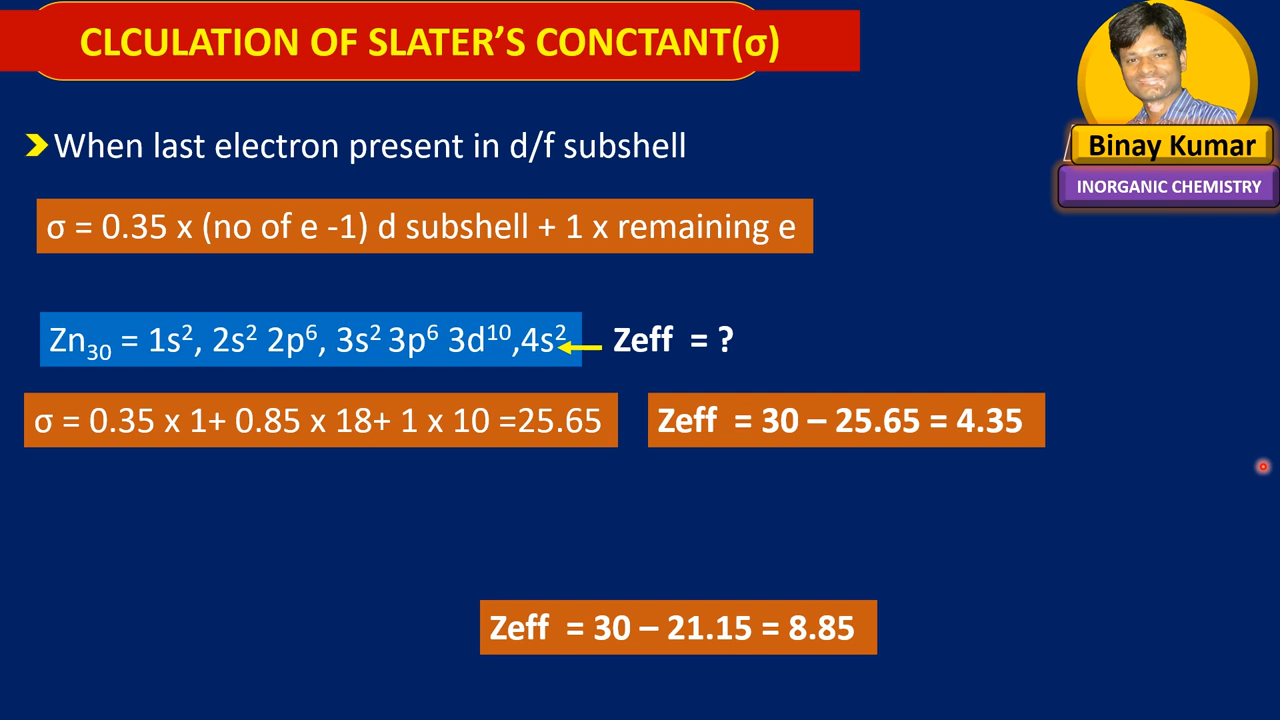 CLCULATION OF SLATER’S CONCTANT(σ)
When last electron present in d/f subshell
Binay Kumar
INORGANIC CHEMISTRY
σ = 0.35 x (no of e -1) d subshell + 1 x remaining e
Zn₃₀ = 1s², 2s² 2p⁶, 3s² 3p⁶ 3d¹⁰,4s² Zeff = ?
σ = 0.35 x 1+ 0.85 x 18+ 1 x 10 =25.65 Zeff = 30 – 25.65 = 4.35
Zeff = 30 – 21.15 = 8.85